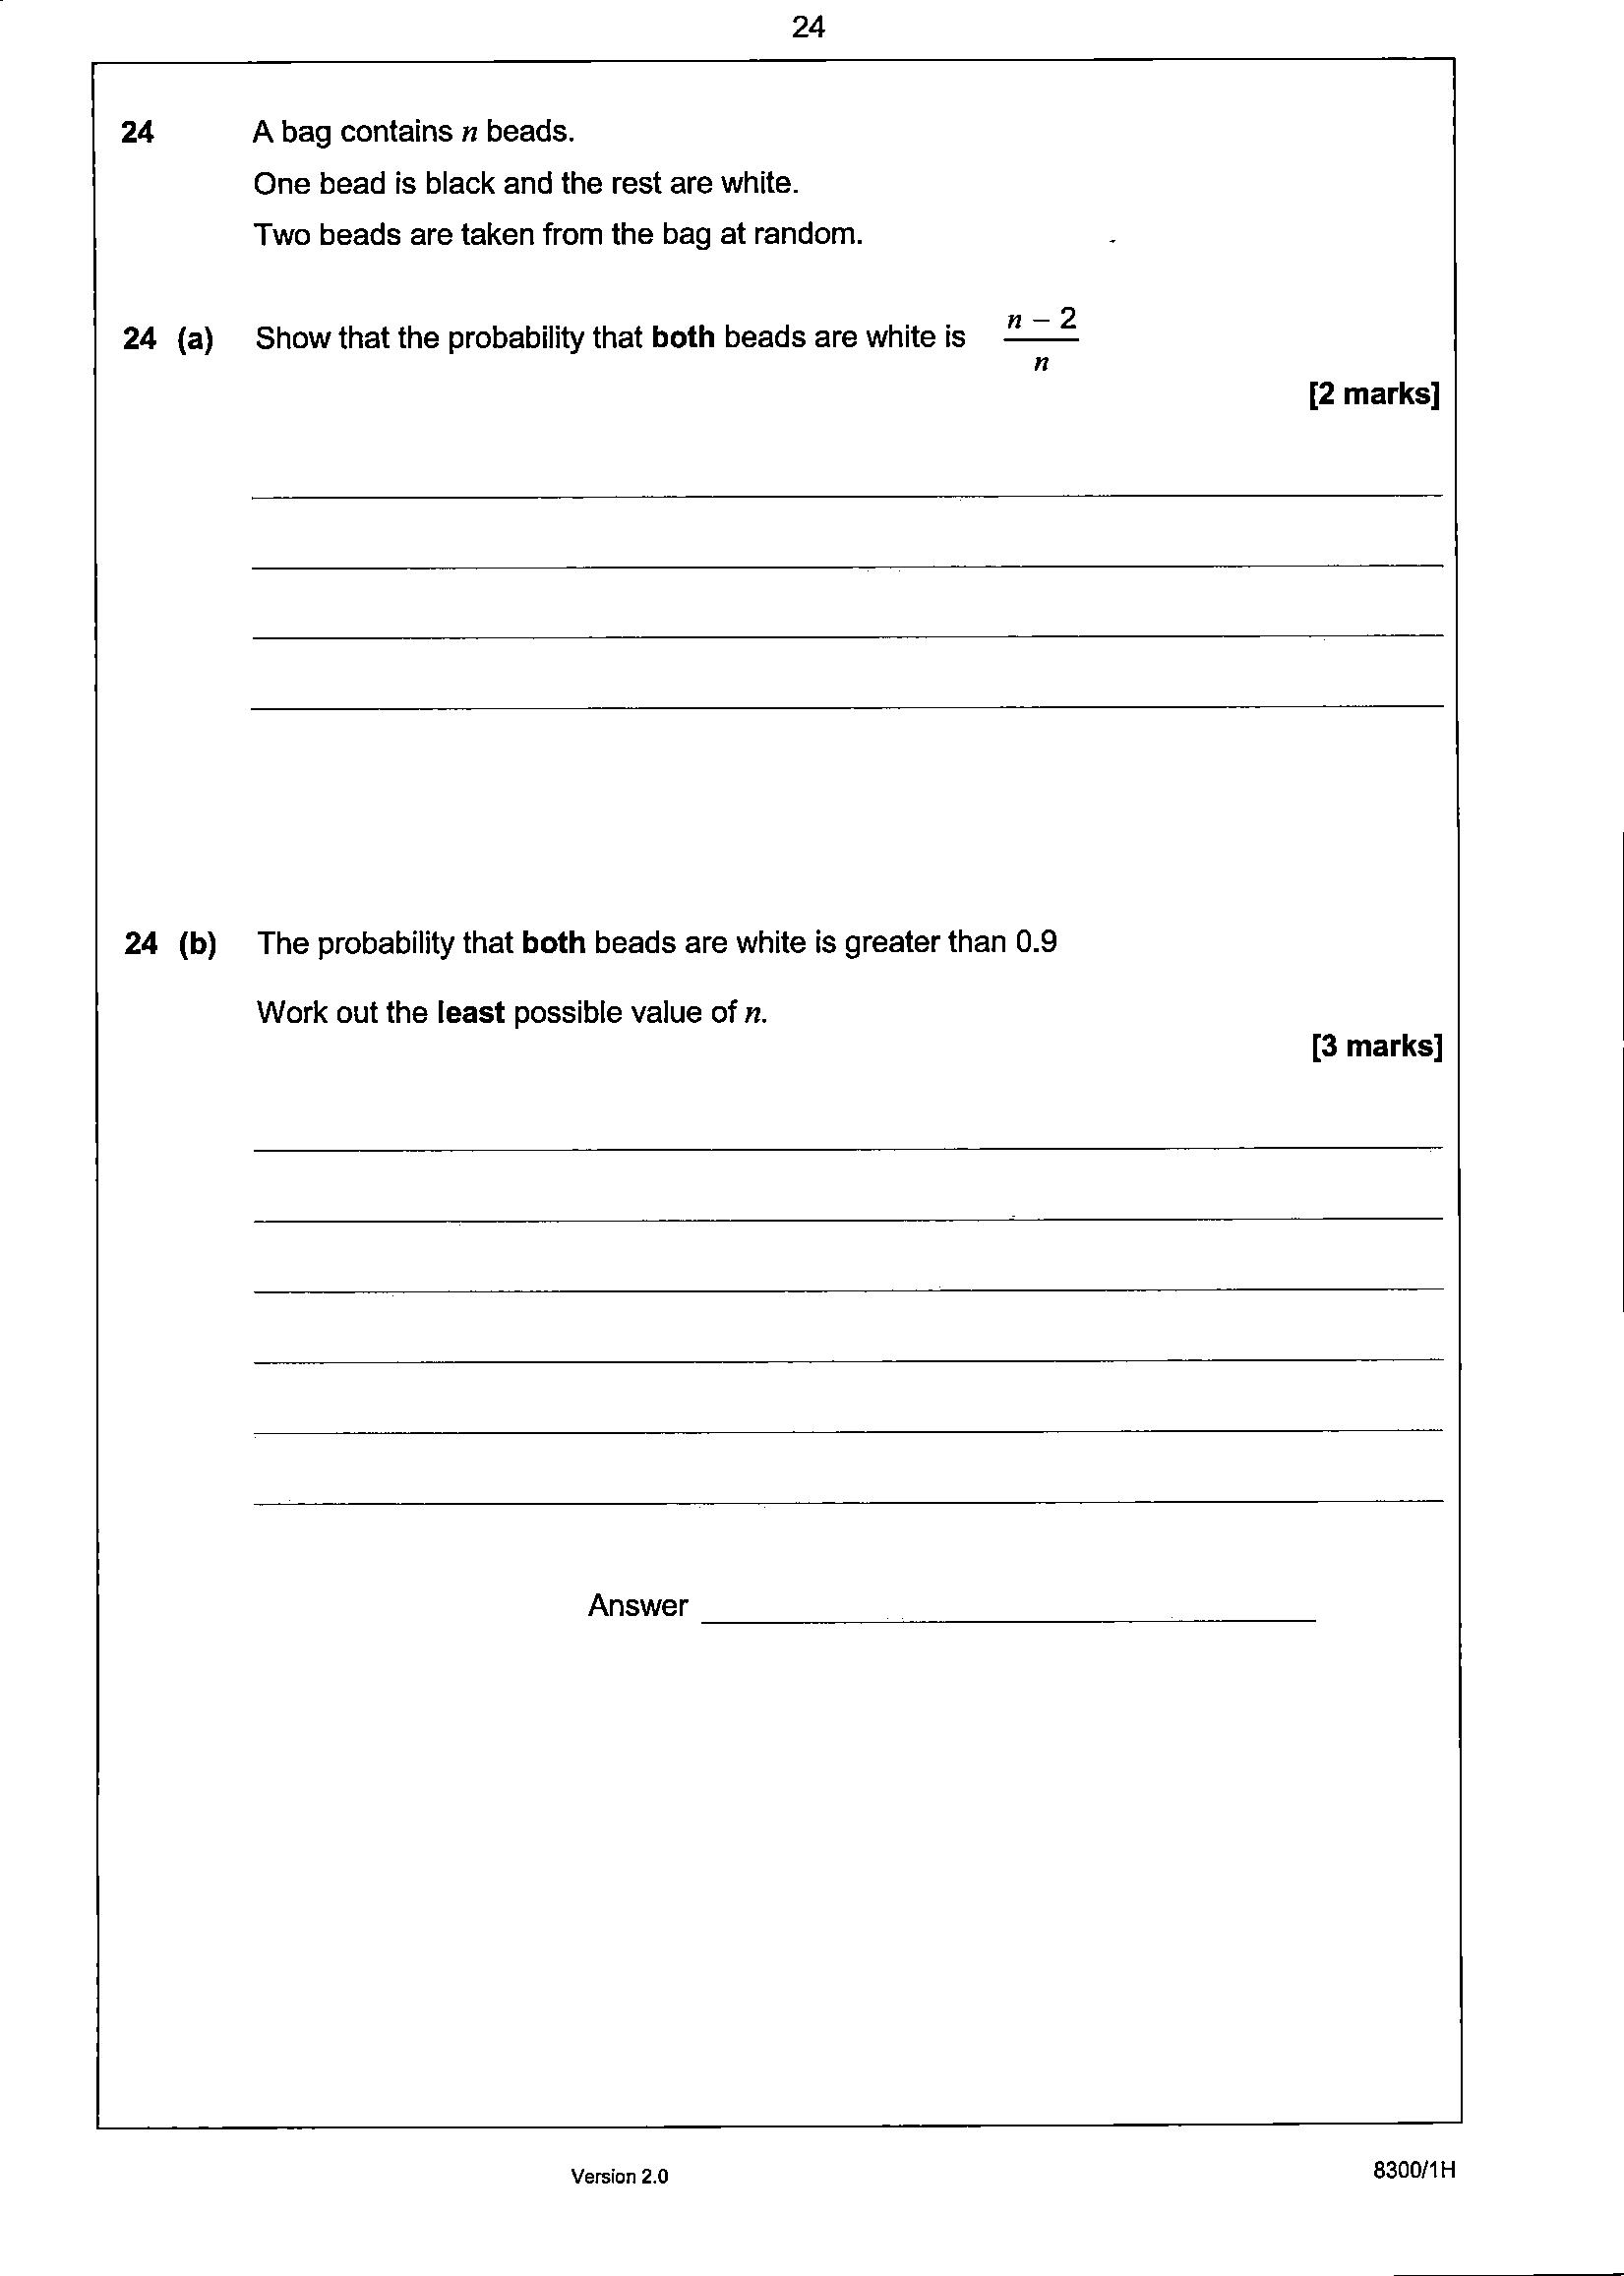 24
24 A bag contains n beads.
One bead is black and the rest are white.
Two beads are taken from the bag at random.
24 (a) Show that the probability that both beads are white is n – 2 / n
[2 marks]
24 (b) The probability that both beads are white is greater than 0.9
Work out the least possible value of n.
[3 marks]
Answer
Version 2.0
8300/1H